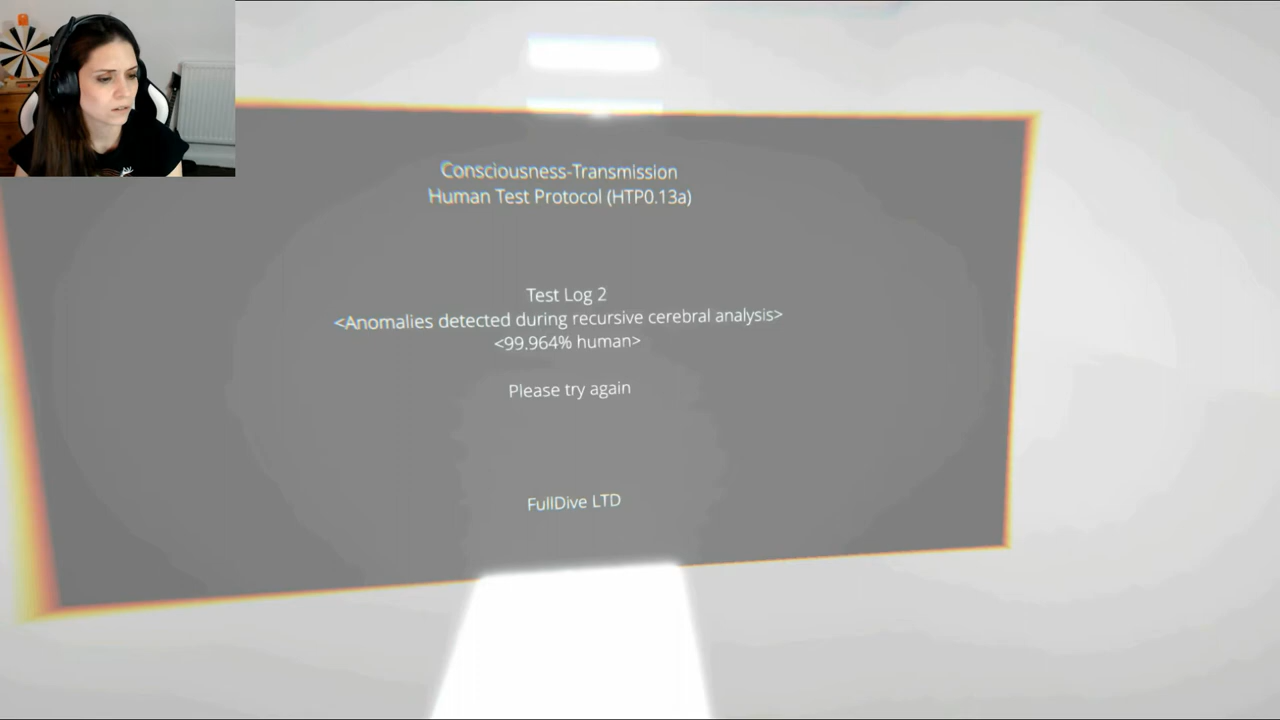 Consciousness-Transmission
Human Test Protocol (HTP0.13a)
Test Log 2
<Anomalies detected during recursive cerebral analysis>
<99.964% human>
Please try again
FullDive LTD